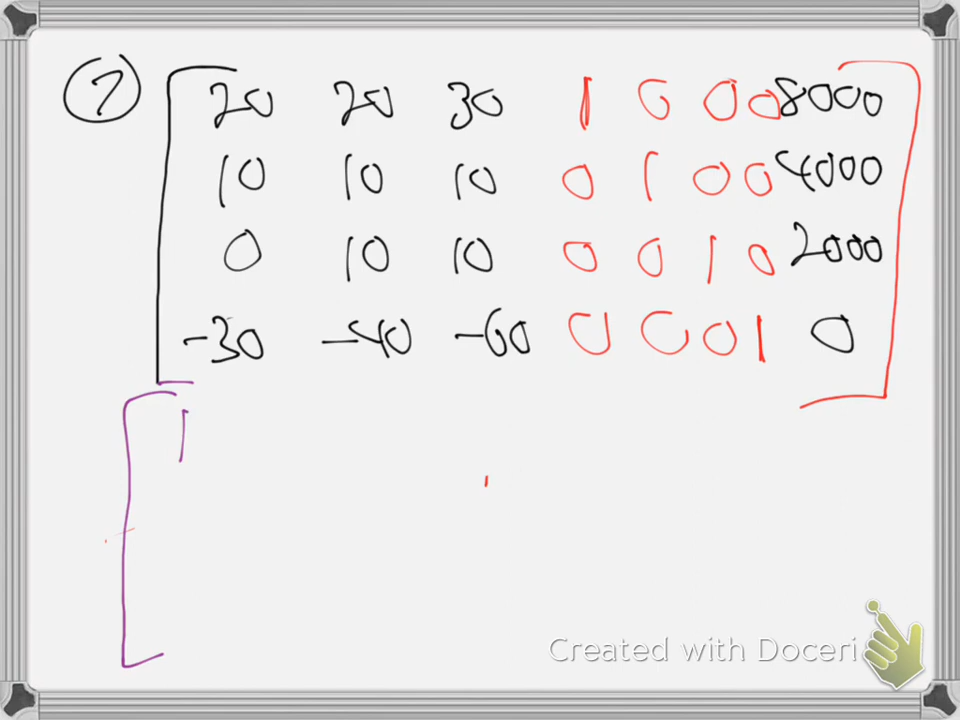 7
20 20 30 1 0 0 0 8000
10 10 10 0 1 0 0 4000
0 10 10 0 0 1 0 2000
-30 -40 -60 0 0 0 1 0
1
Created with Doceri